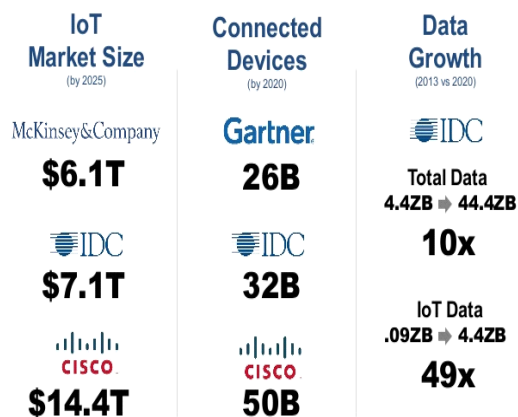 IoT
Market Size
(by 2025)
McKinsey&Company
$6.1T
IDC
$7.1T
CISCO
$14.4T
Connected
Devices
(by 2020)
Gartner
26B
IDC
32B
CISCO
50B
Data
Growth
(2013 vs 2020)
IDC
Total Data
4.4ZB ➡ 44.4ZB
10x
IoT Data
.09ZB ➡ 4.4ZB
49x